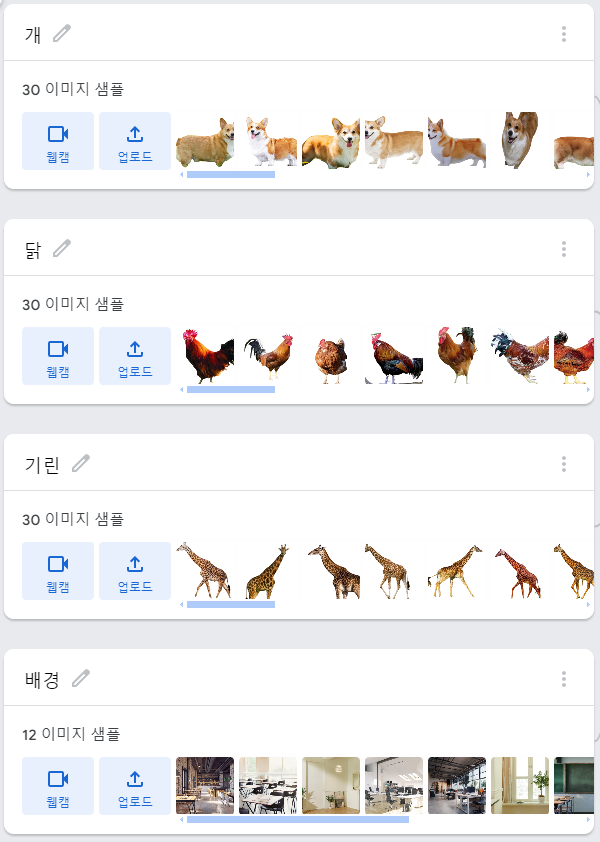 개
30 이미지 샘플
웹캠 업로드
닭
30 이미지 샘플
웹캠 업로드
기린
30 이미지 샘플
웹캠 업로드
배경
12 이미지 샘플
웹캠 업로드